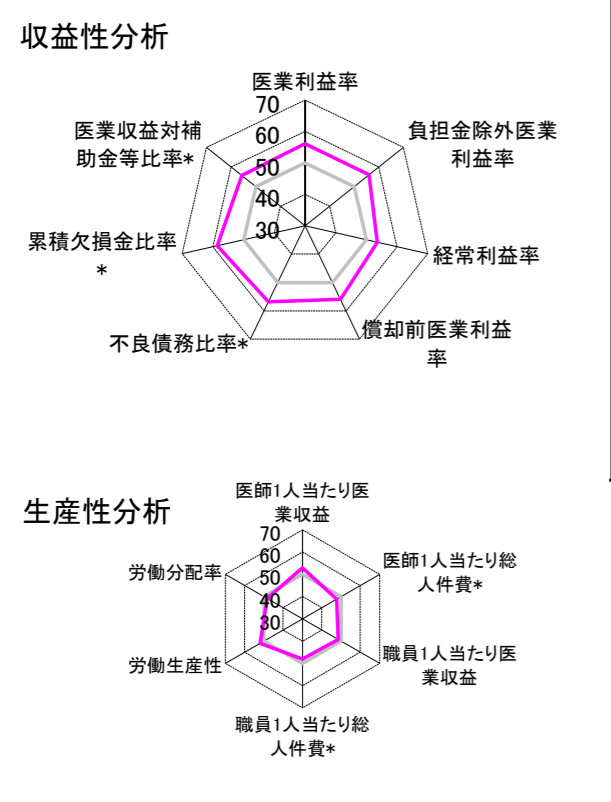 収益性分析
医業利益率
負担金除外医業
利益率
経常利益率
償却前医業利益
率
不良債務比率*
累積欠損金比率
*
医業収益対補
助金等比率*
70
60
50
40
30
生産性分析
医師1人当たり医
業収益
医師1人当たり総
人件費*
職員1人当たり医
業収益
職員1人当たり総
人件費*
労働生産性
労働分配率
70
60
50
40
30